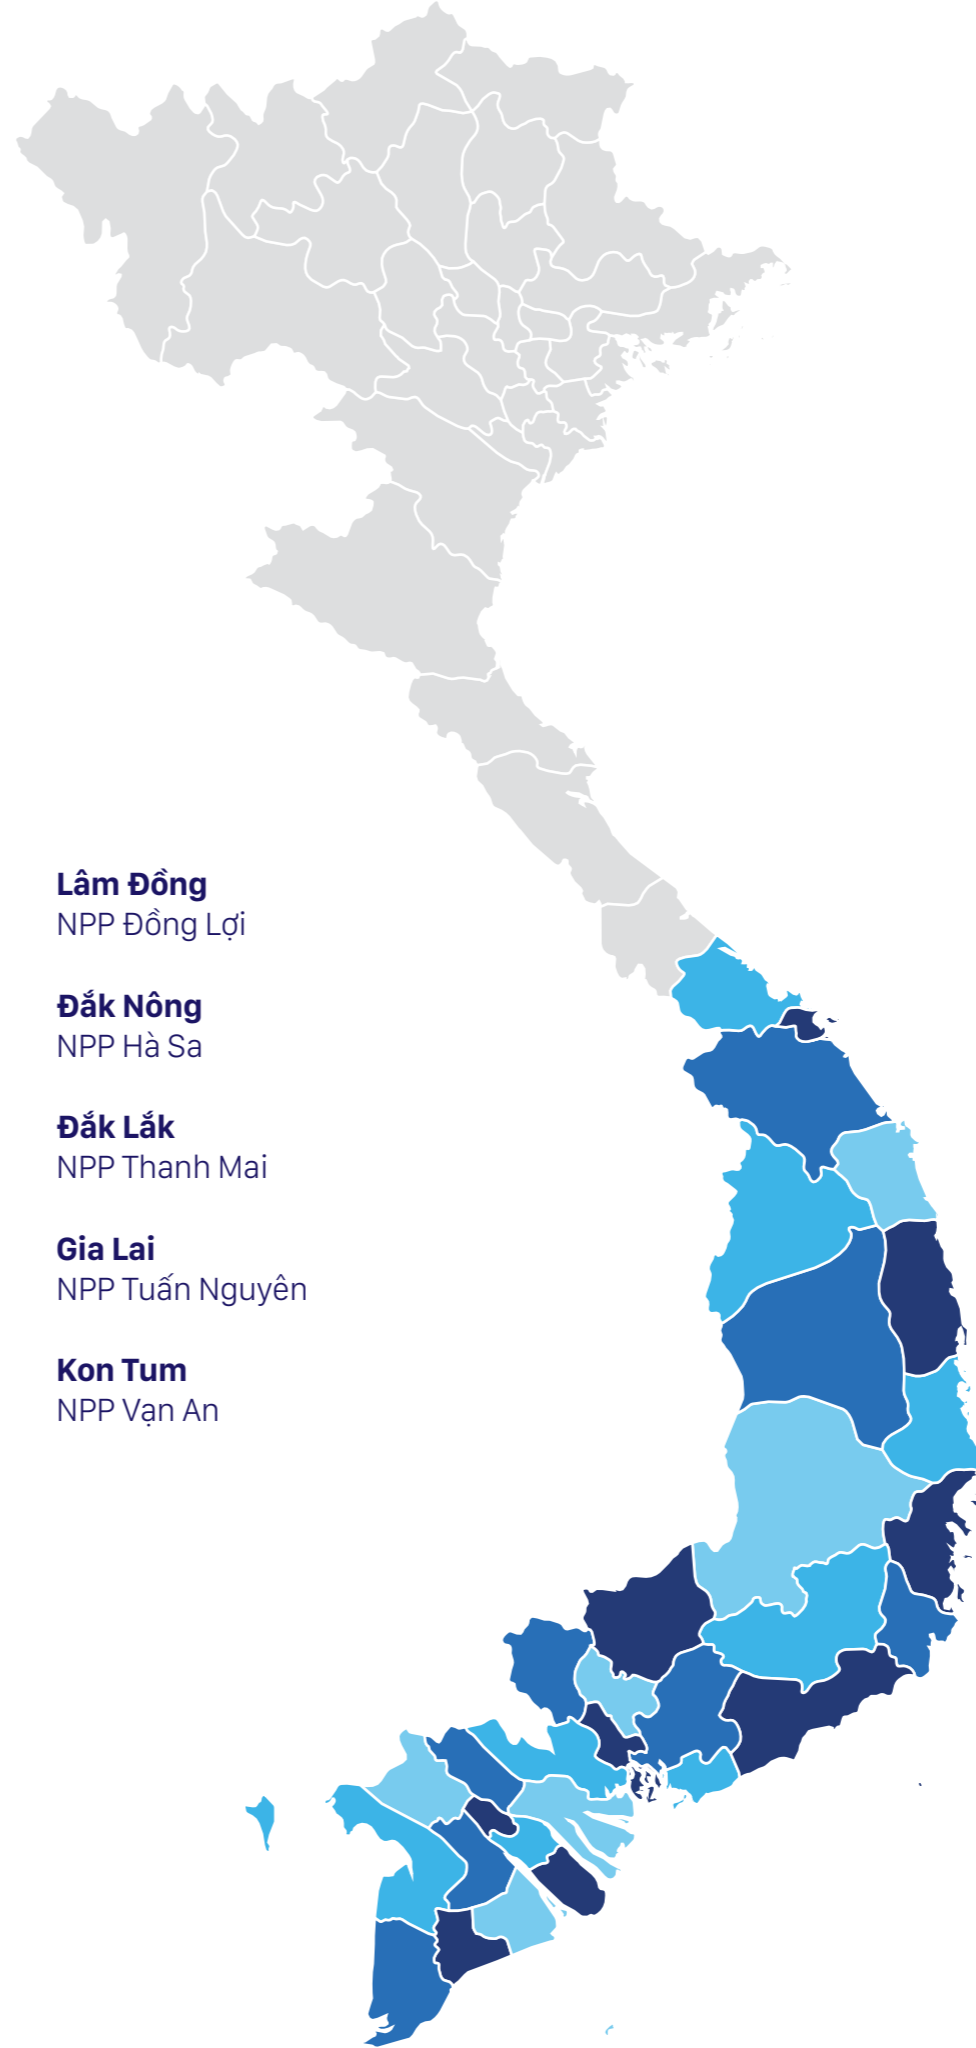 Lâm Đồng
NPP Đồng Lợi
Đắk Nông
NPP Hà Sa
Đắk Lắk
NPP Thanh Mai
Gia Lai
NPP Tuấn Nguyên
Kon Tum
NPP Vạn An